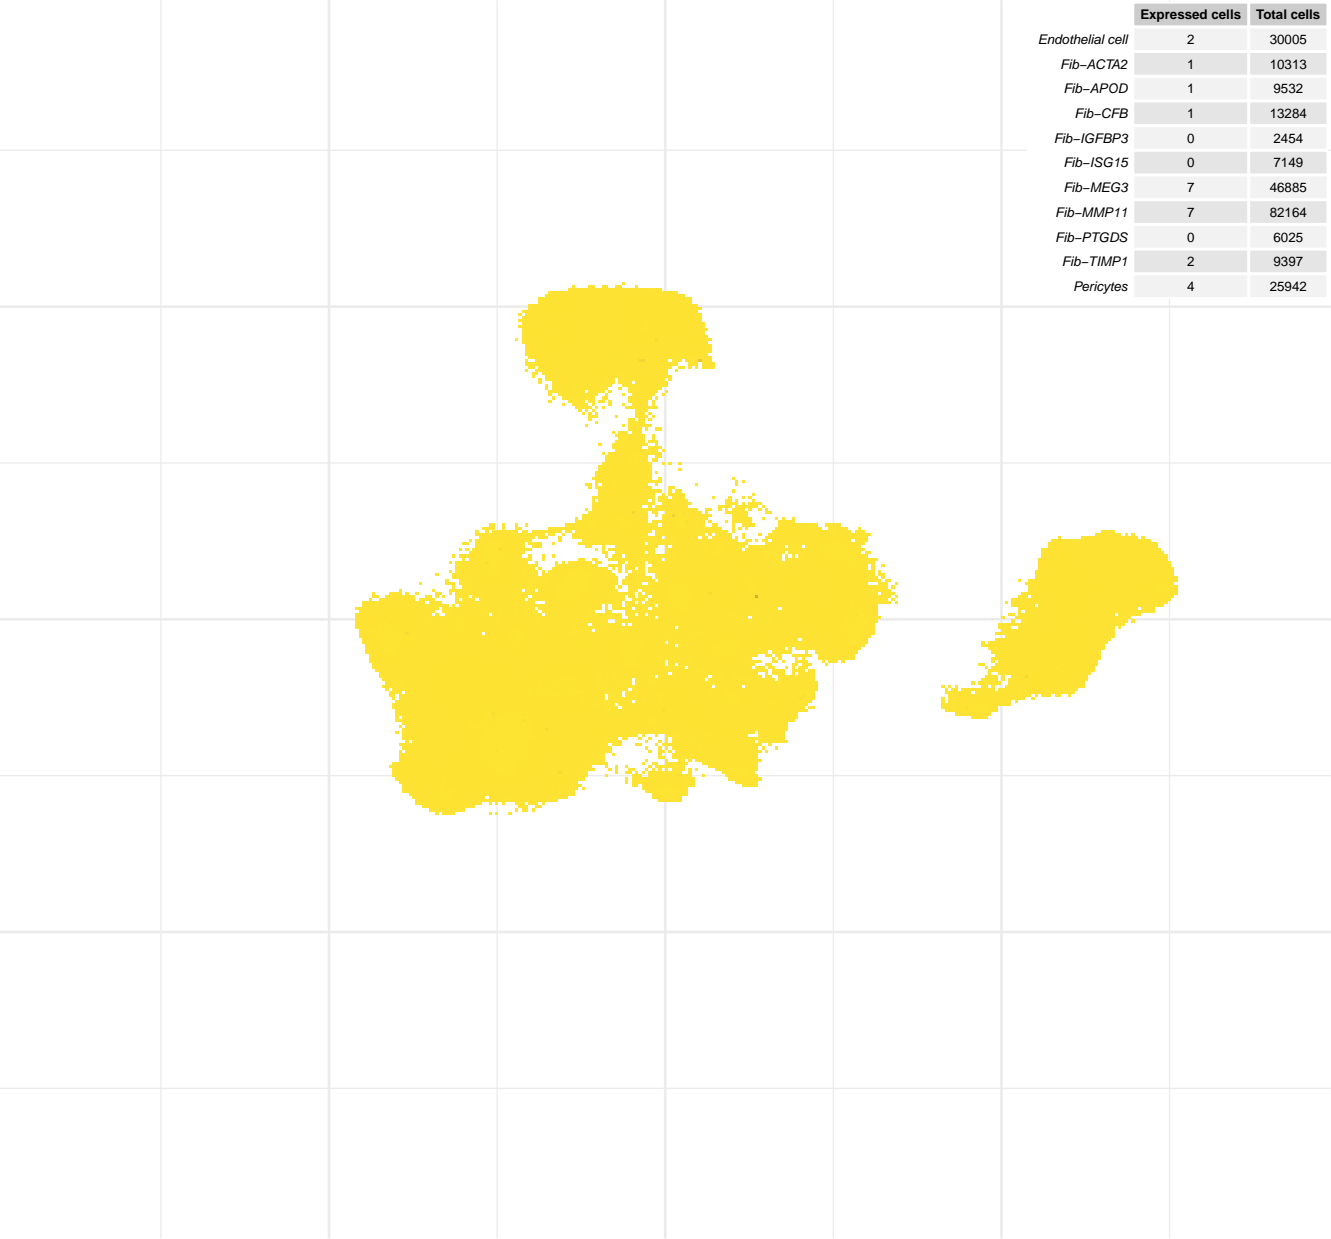 Expressed cells Total cells
Endothelial cell 2 30005
Fib−ACTA2 1 10313
Fib−APOD 1 9532
Fib−CFB 1 13284
Fib−IGFBP3 0 2454
Fib−ISG15 0 7149
Fib−MEG3 7 46885
Fib−MMP11 7 82164
Fib−PTGDS 0 6025
Fib−TIMP1 2 9397
Pericytes 4 25942